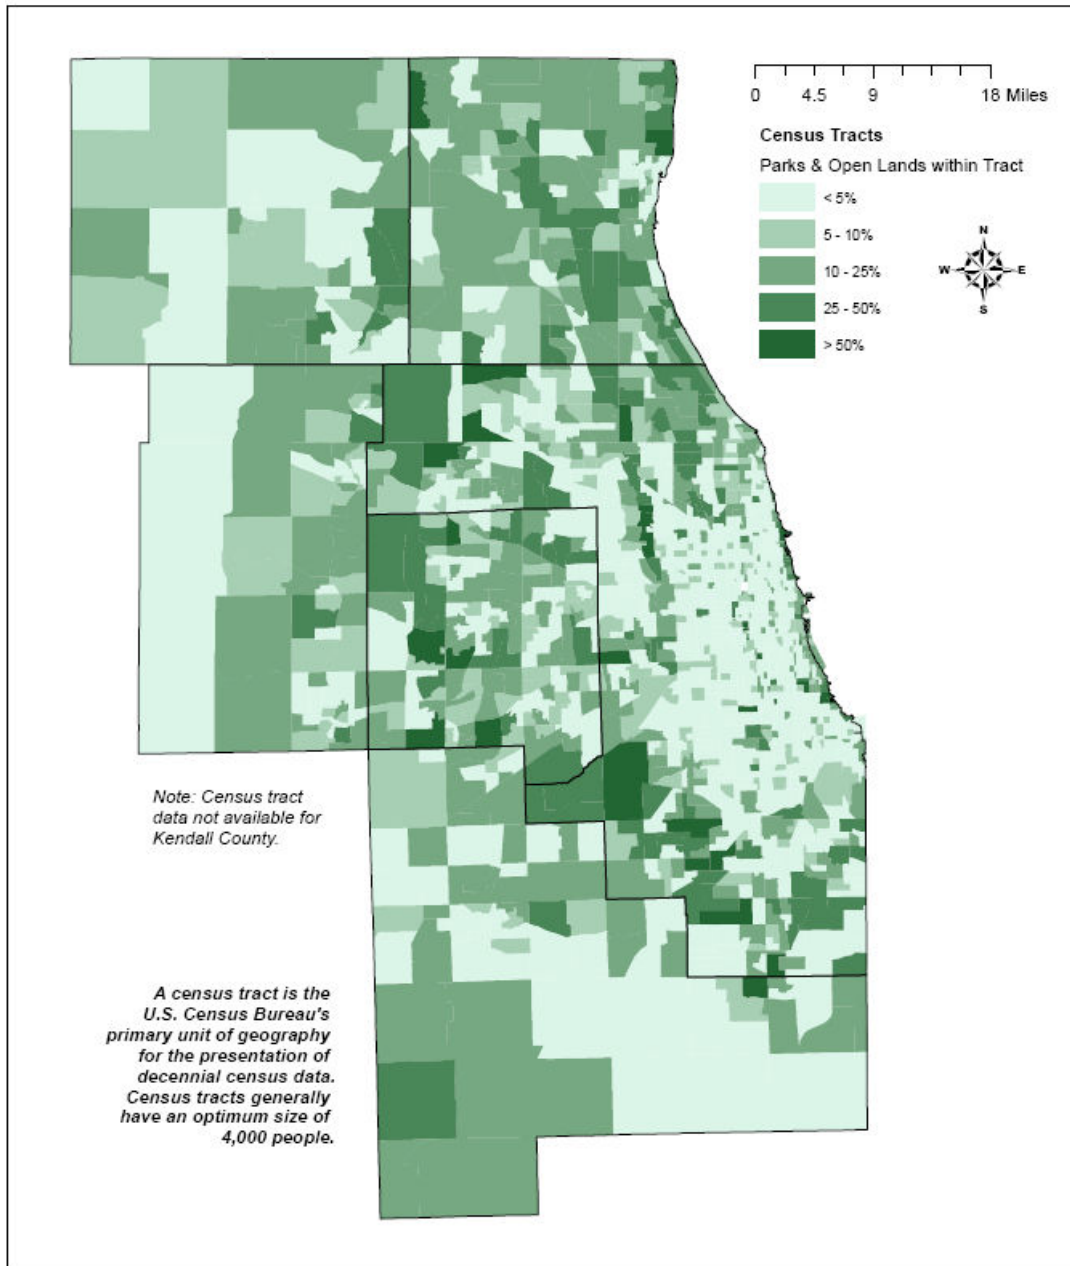 0 4.5 9 18 Miles
Census Tracts
Parks & Open Lands within Tract
< 5%
5 - 10%
10 - 25%
25 - 50%
> 50%
N
W E
S
Note: Census tract
data not available for
Kendall County.
A census tract is the
U.S. Census Bureau's
primary unit of geography
for the presentation of
decennial census data.
Census tracts generally
have an optimum size of
4,000 people.